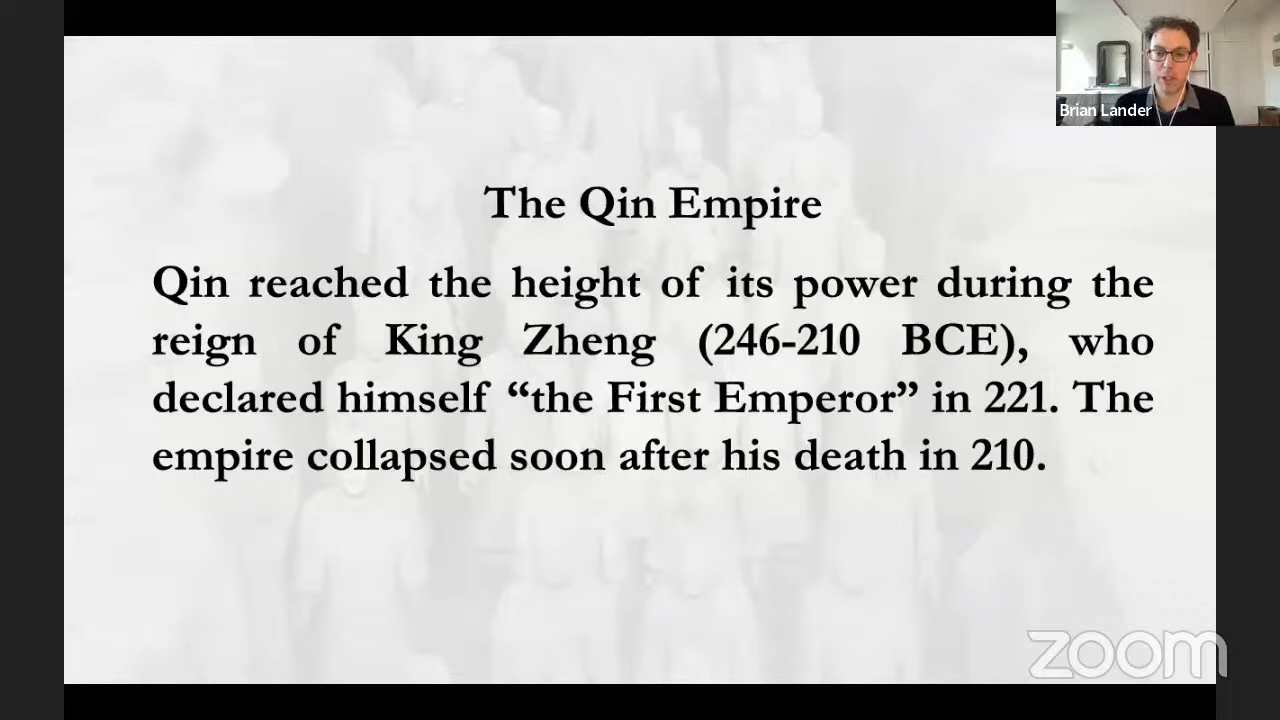 Brian Lander
The Qin Empire
Qin reached the height of its power during the
reign of King Zheng (246-210 BCE), who
declared himself “the First Emperor” in 221. The
empire collapsed soon after his death in 210.
zoom